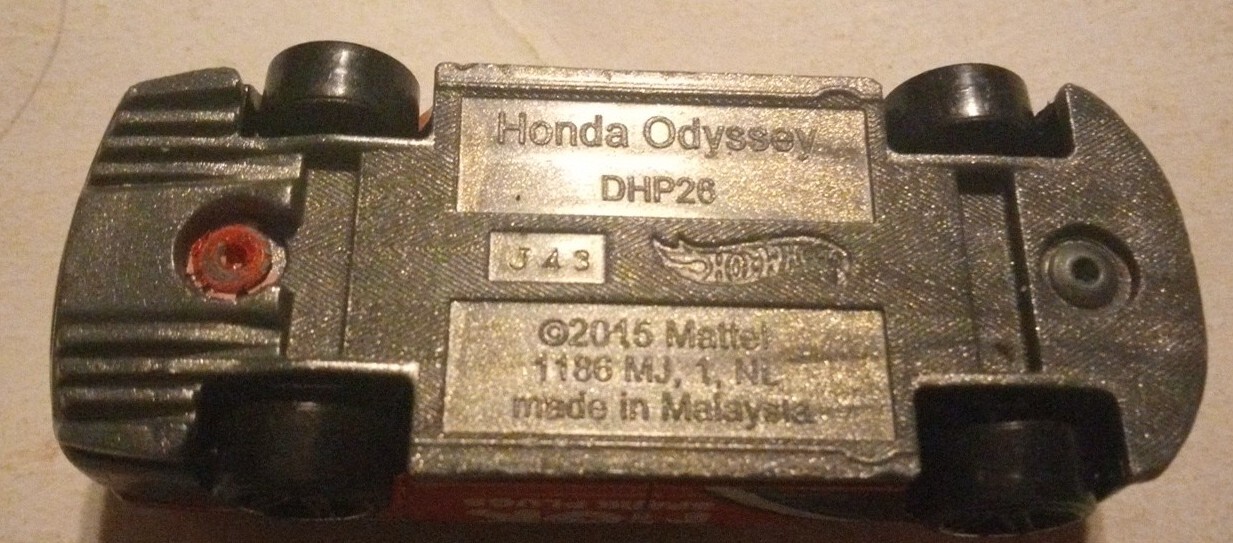 Honda Odyssey
DHP26
J43
HOT WHEELS
©2015 Mattel
1186 MJ, 1, NL
made in Malaysia